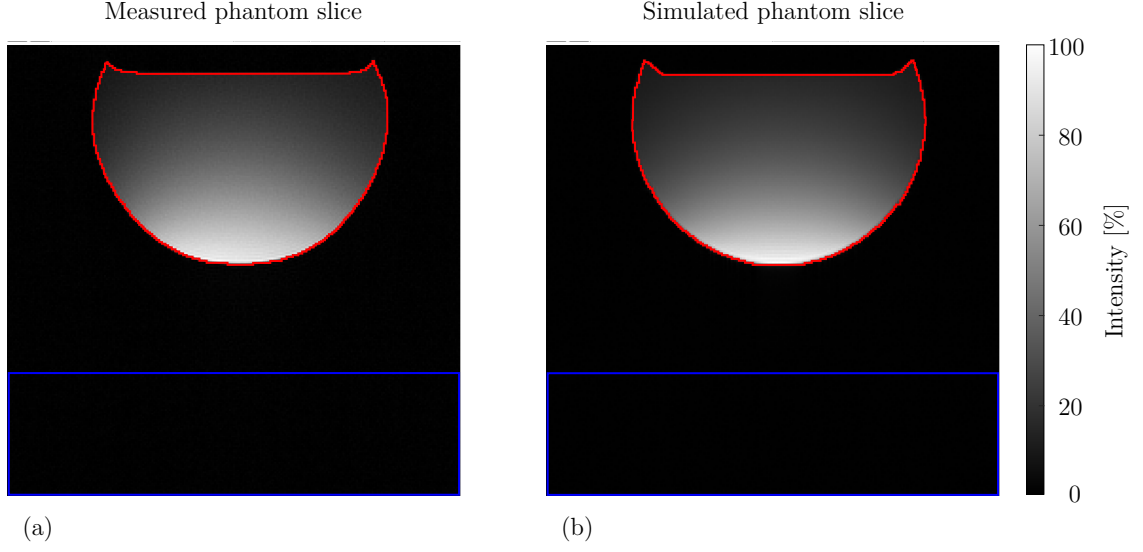 Measured phantom slice
Simulated phantom slice
100
80
60
40
20
0
Intensity [%]
(a)
(b)